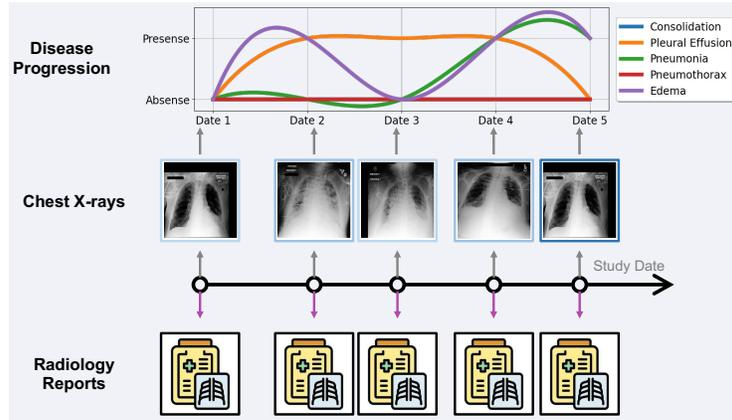 Disease
Progression
Presense
Absense
Consolidation
Pleural Effusion
Pneumonia
Pneumothorax
Edema
Date 1
Date 2
Date 3
Date 4
Date 5
Chest X-rays
Study Date
Radiology
Reports